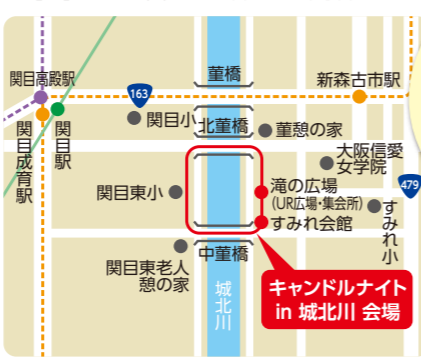 菫橋
関目高殿駅
新森古市駅
163
関目小
北菫橋
菫憩の家
関目成育駅
関目駅
大阪信愛
女学院
479
関目東小
滝の広場
(UR広場・集会所)
すみれ会館
すみれ小
中菫橋
関目東老人
憩の家
城北川
キャンドルナイト
in 城北川 会場